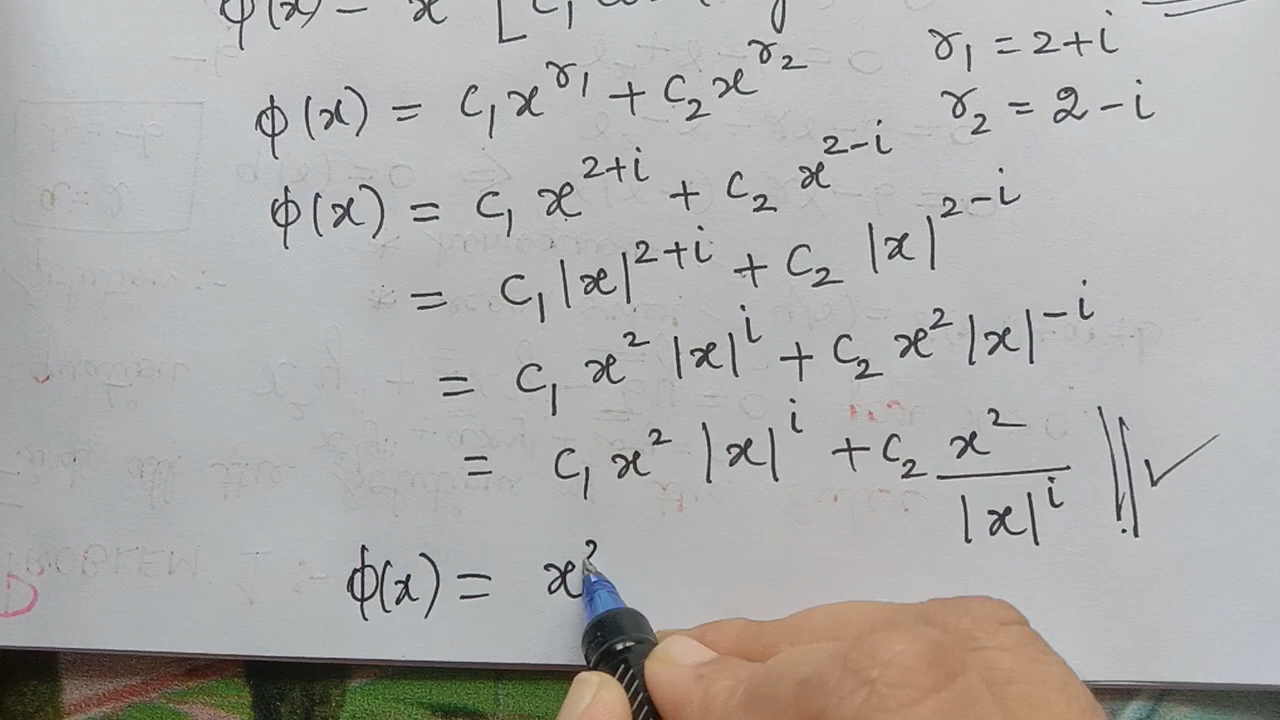 ϕ(x) = x [C₁
ϕ(x) = C₁x^r₁ + C₂x^r₂ r₁ = 2+i
r₂ = 2-i
ϕ(x) = C₁ x^2+i + C₂ x^2-i
= C₁|x|^2+i + C₂ |x|^2-i
= C₁ x² |x|^i + C₂ x² |x|^-i
= C₁ x² |x|^i + C₂ x²/|x|^i
ϕ(x) = x²